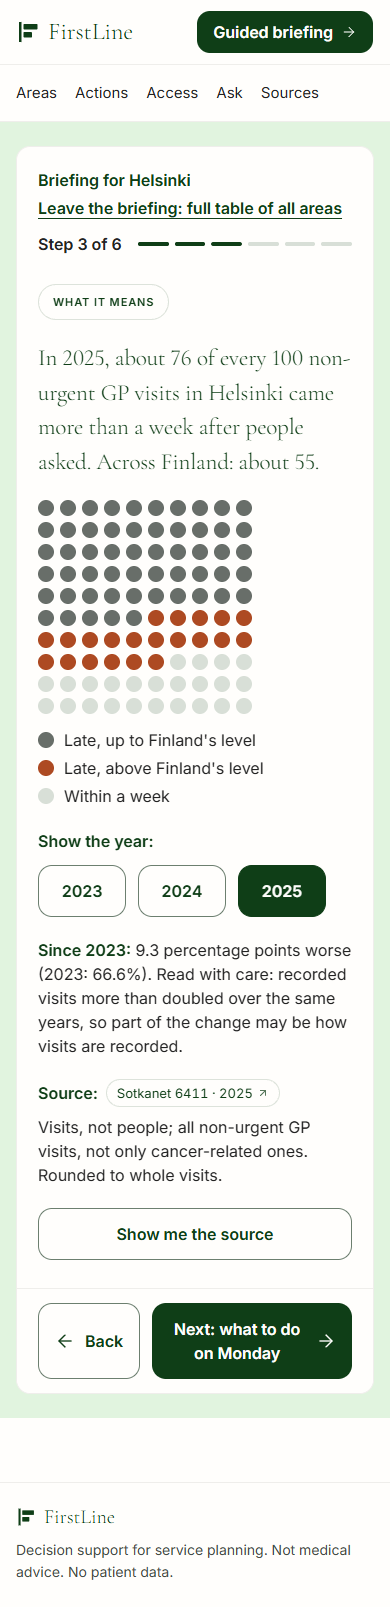 FirstLine
Guided briefing →
Areas Actions Access Ask Sources
Briefing for Helsinki
Leave the briefing: full table of all areas
Step 3 of 6
WHAT IT MEANS
In 2025, about 76 of every 100 non-
urgent GP visits in Helsinki came
more than a week after people
asked. Across Finland: about 55.
Late, up to Finland's level
Late, above Finland's level
Within a week
Show the year:
2023 2024 2025
Since 2023: 9.3 percentage points worse
(2023: 66.6%). Read with care: recorded
visits more than doubled over the same
years, so part of the change may be how
visits are recorded.
Source: Sotkanet 6411 · 2025 ↗
Visits, not people; all non-urgent GP
visits, not only cancer-related ones.
Rounded to whole visits.
Show me the source
← Back
Next: what to do
on Monday →
FirstLine
Decision support for service planning. Not medical
advice. No patient data.